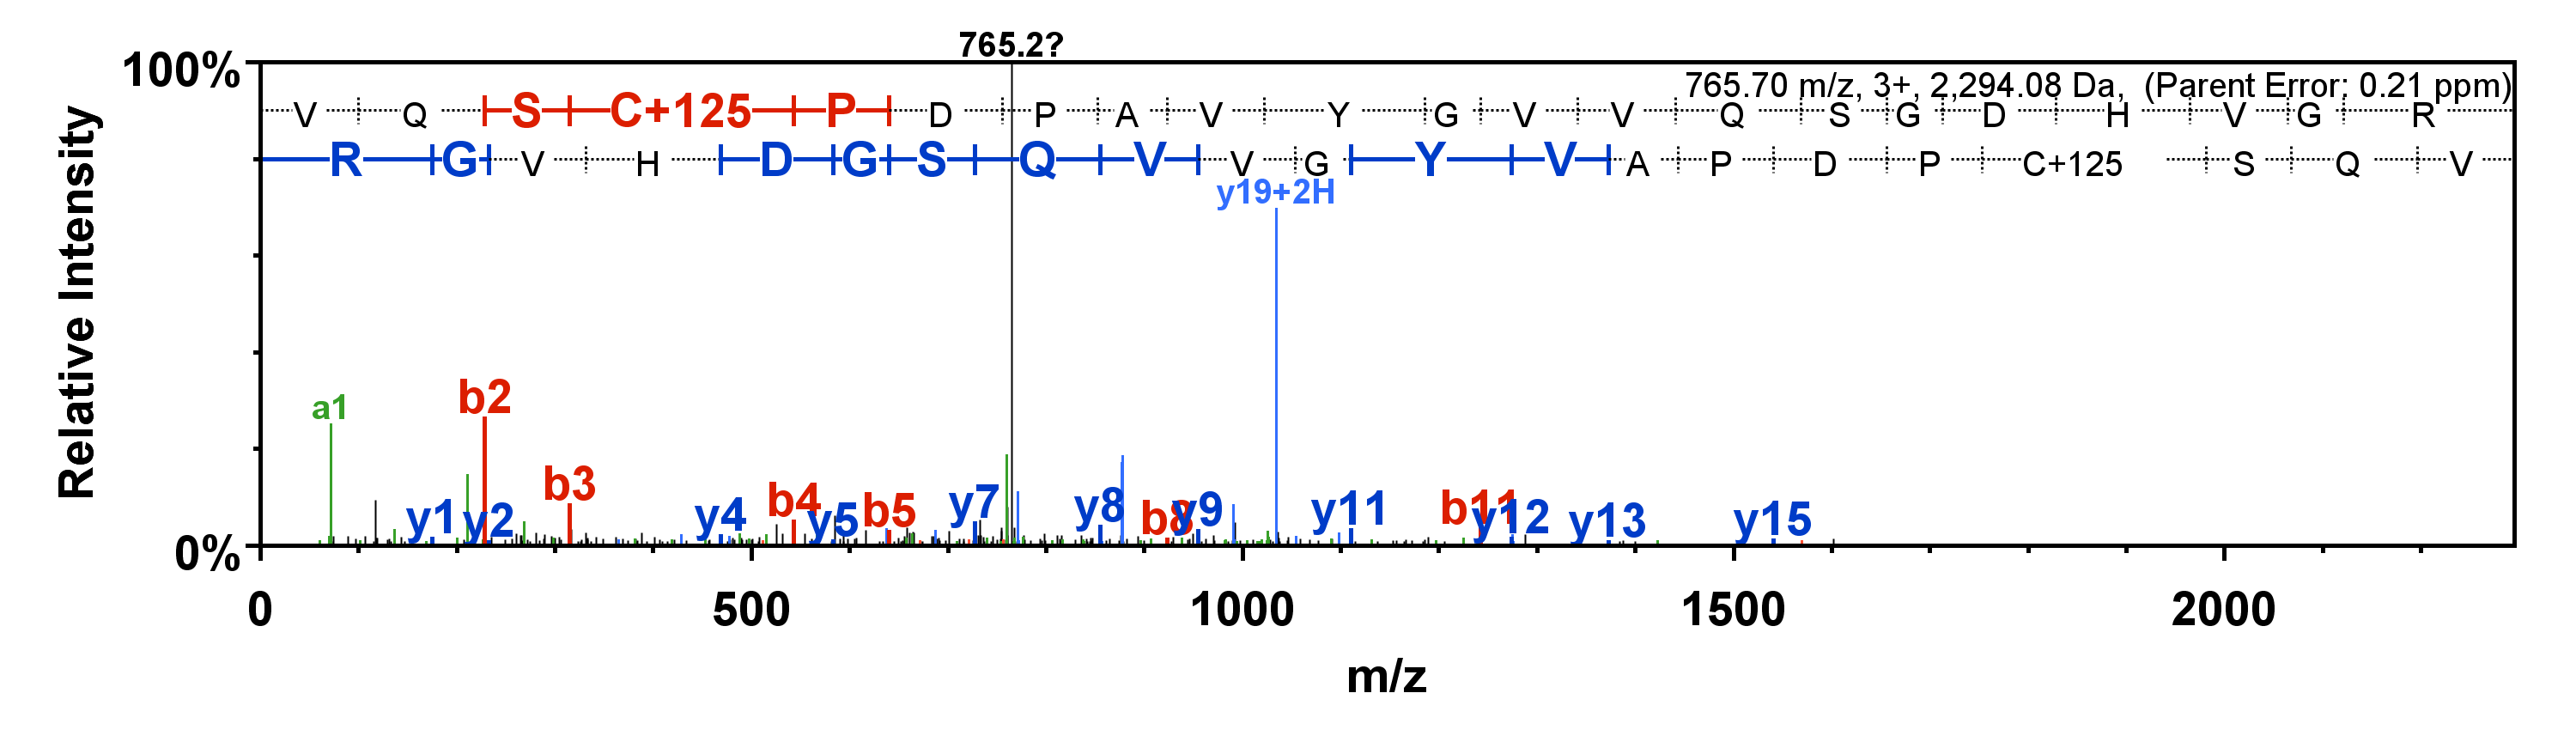 765.2?
100%
765.70 m/z, 3+, 2,294.08 Da, (Parent Error: 0.21 ppm)
V Q S C+125 P D P A V Y G V V Q S G D H V G R
R G V H D G S Q V V G Y V A P D P C+125 S Q V
y19+2H
Relative Intensity
a1
b2
b3
y1
y2
y4
b4
y5
b5
y7
y8
b8
y9
y11
b11
y12
y13
y15
0%
0
500
1000
1500
2000
m/z